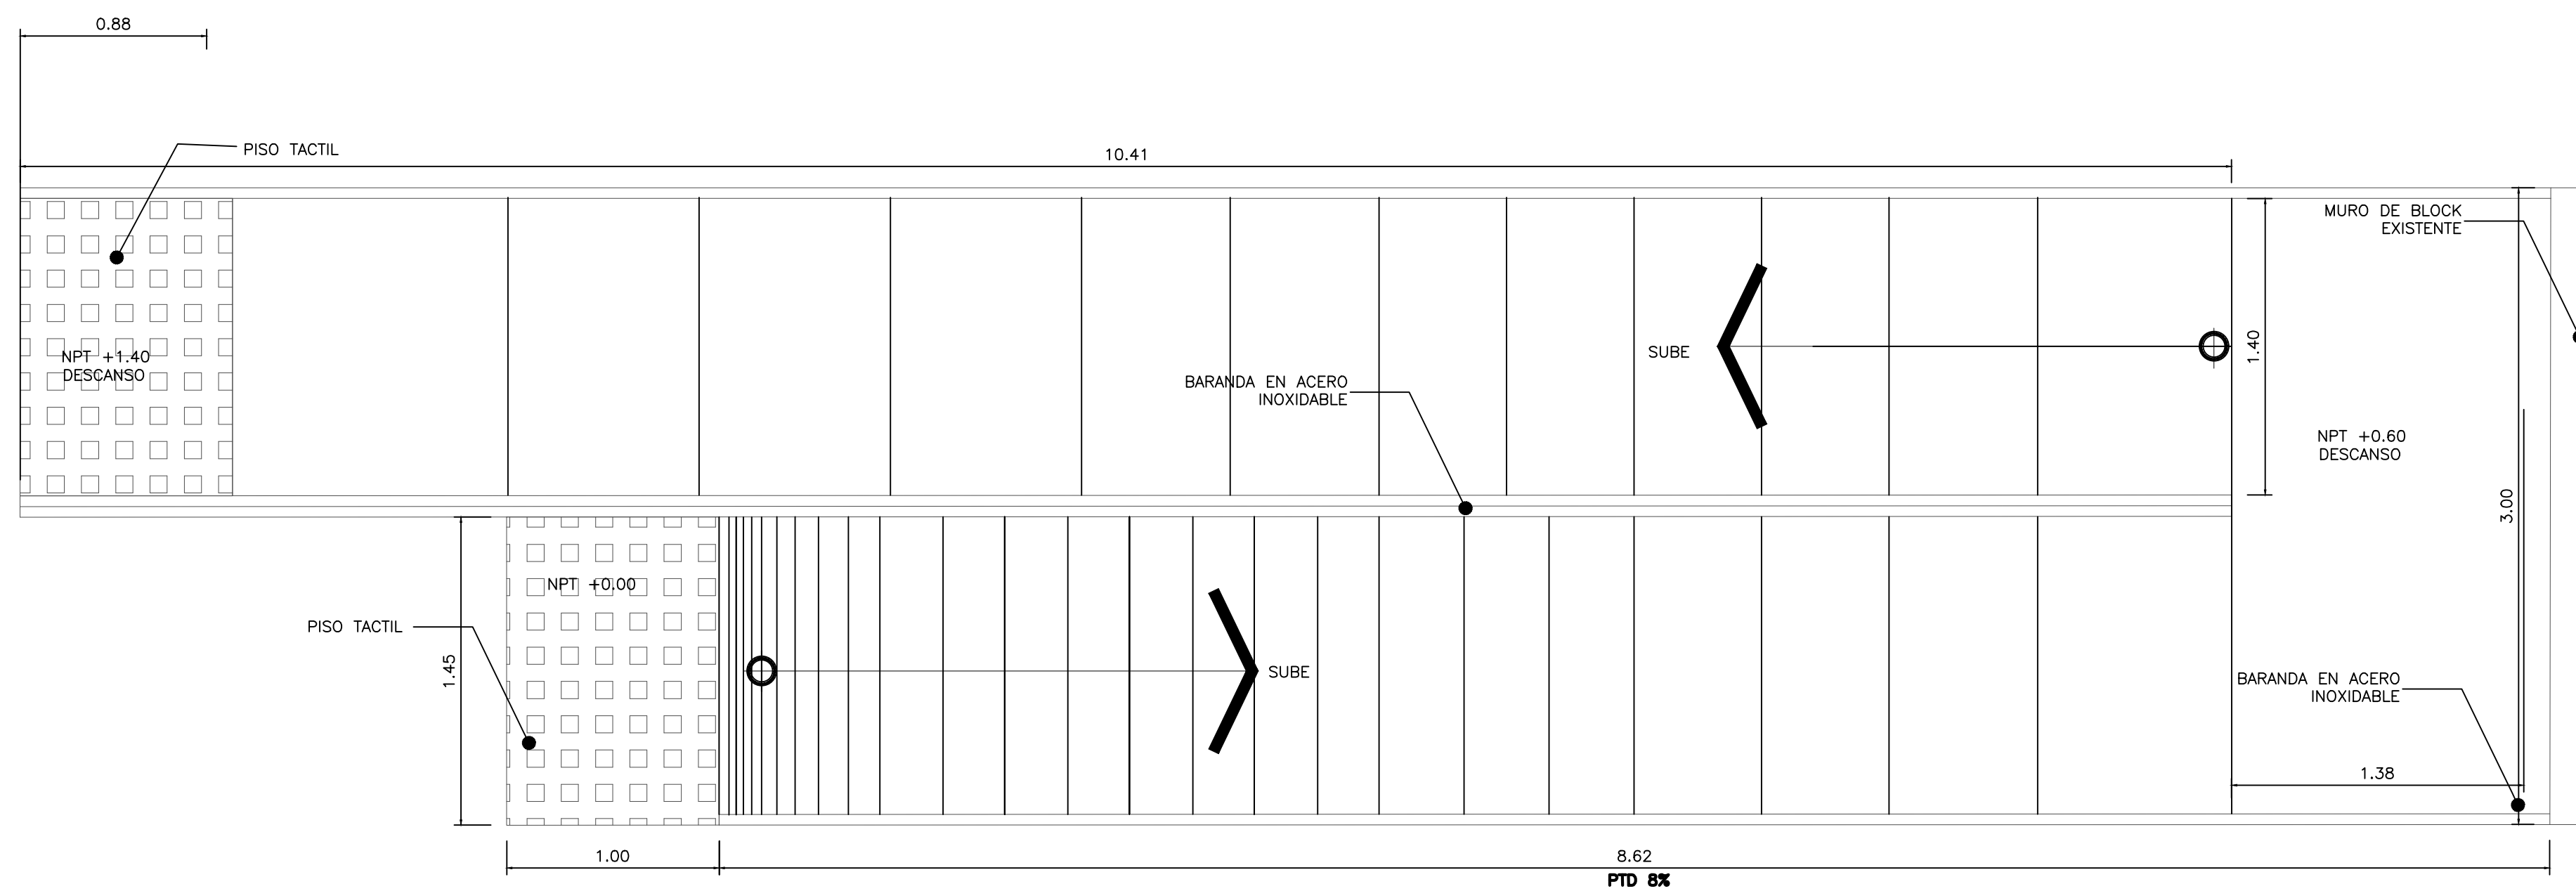 0.88
PISO TACTIL
10.41
MURO DE BLOCK
EXISTENTE
NPT +1.40
DESCANSO
SUBE
1.40
BARANDA EN ACERO
INOXIDABLE
NPT +0.60
DESCANSO
3.00
NPT +0.00
PISO TACTIL
1.45
SUBE
BARANDA EN ACERO
INOXIDABLE
1.38
1.00
8.62
PTD 8%